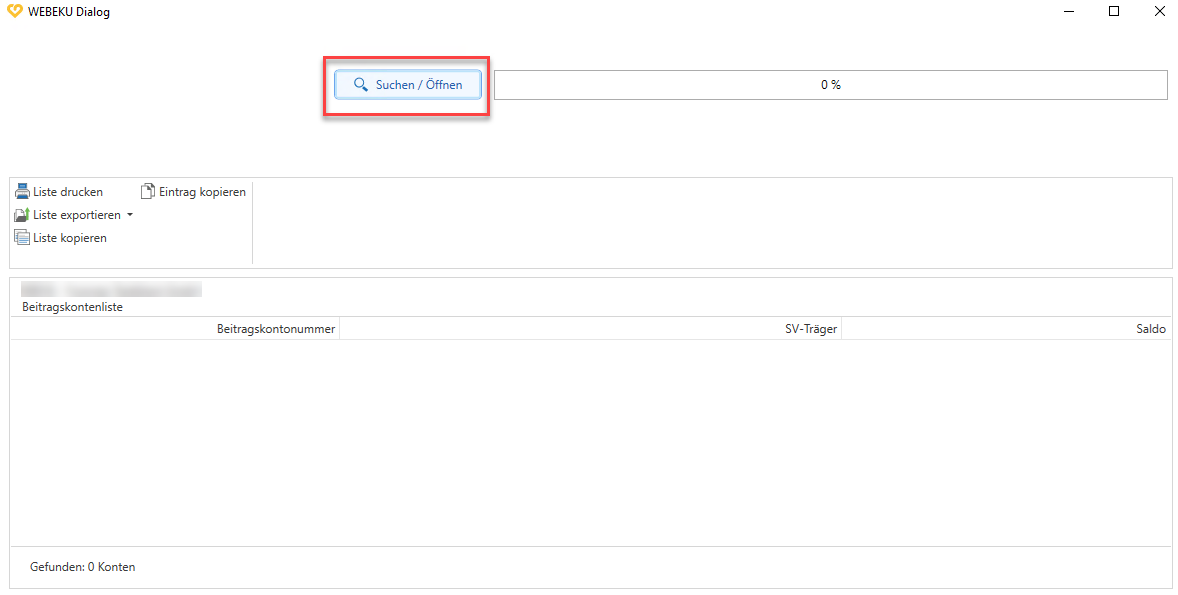 WEBEKU Dialog
Suchen / Öffnen
0 %
Liste drucken
Eintrag kopieren
Liste exportieren
Liste kopieren
Beitragskontenliste
Beitragskontonummer
SV-Träger
Saldo
Gefunden: 0 Konten